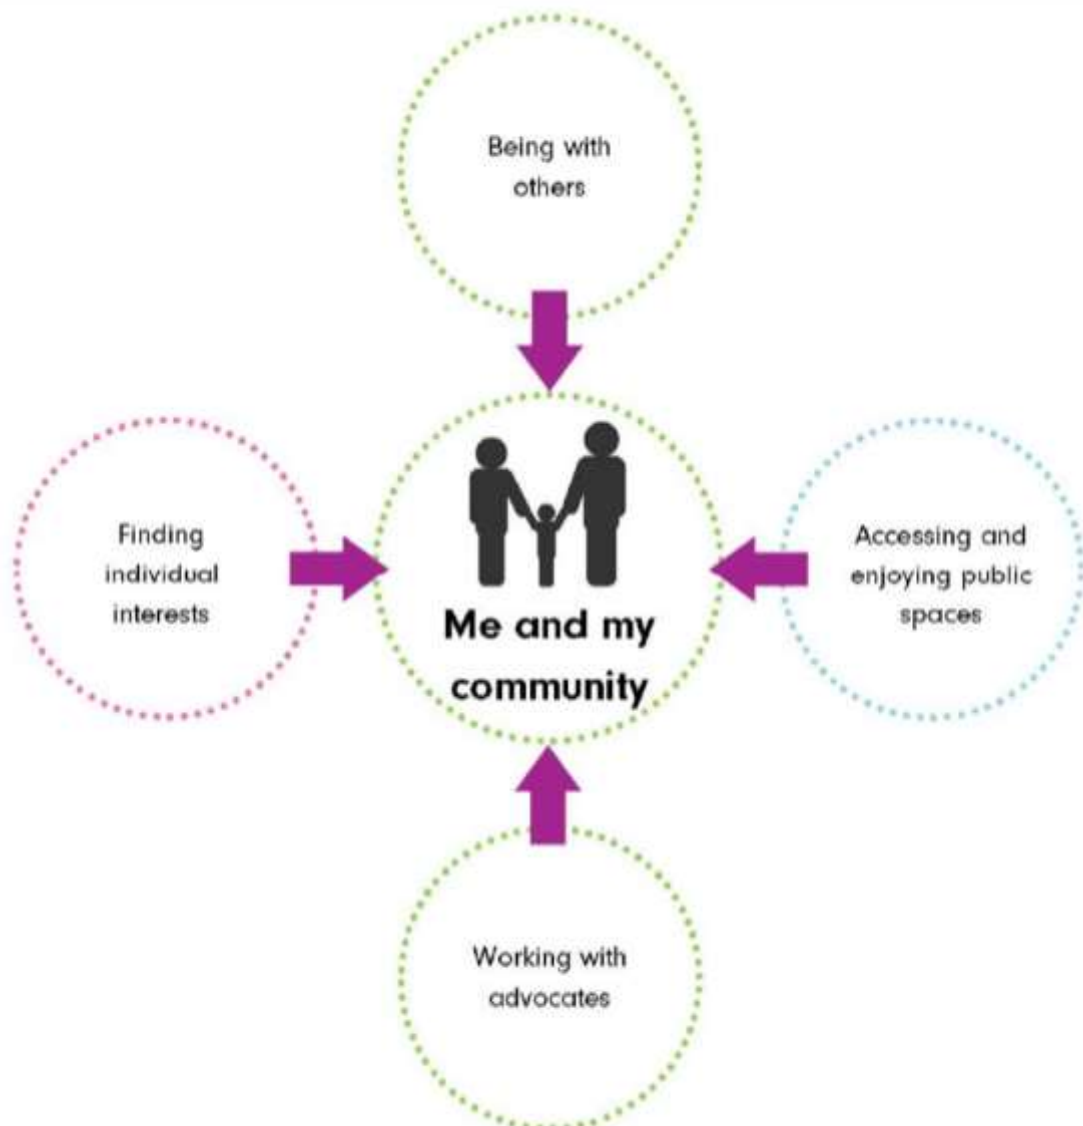 Being with
others
Finding
individual
interests
Me and my
community
Accessing and
enjoying public
spaces
Working with
advocates